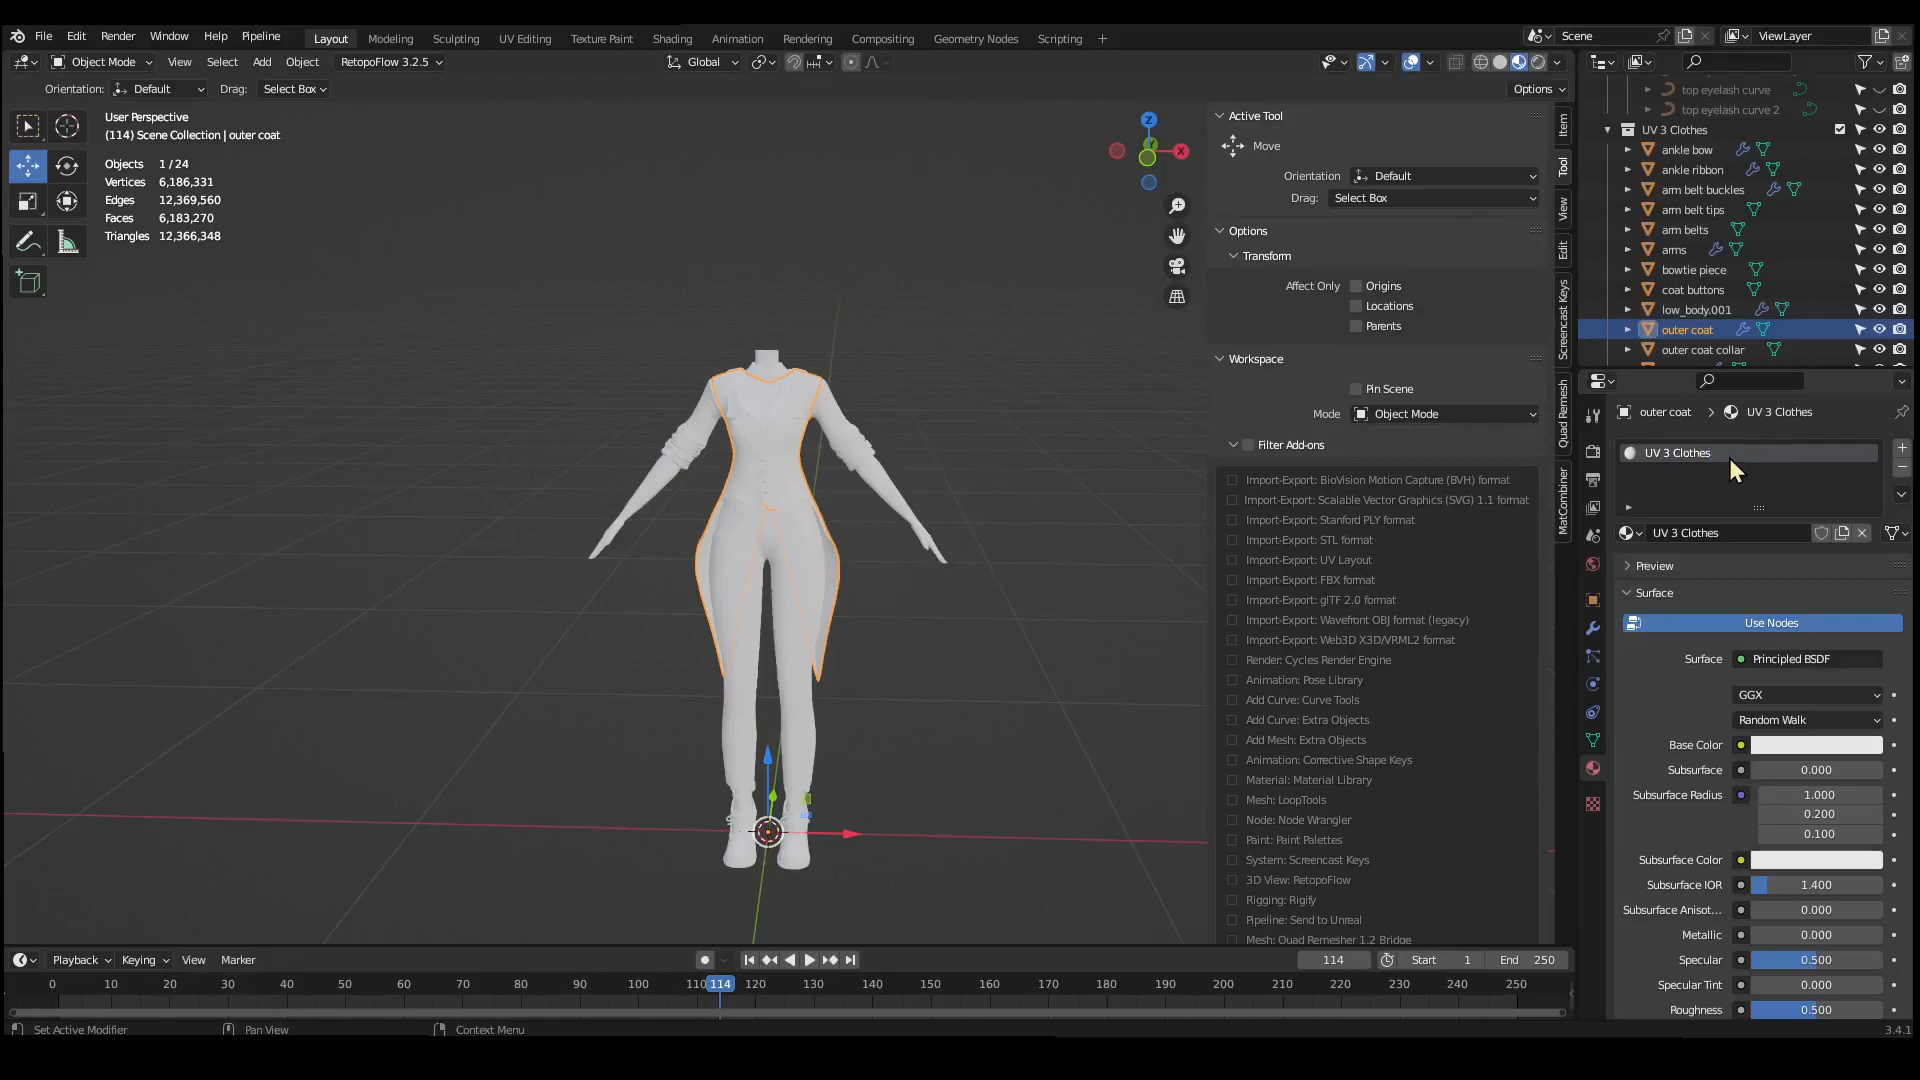 File Edit Render Window Help Pipeline Layout Modeling Sculpting UV Editing Texture Paint Shading Animation Rendering Compositing Geometry Nodes Scripting + Scene ViewLayer
Object Mode View Select Add Object RetopoFlow 3.2.5 Global
Orientation: Default Drag: Select Box Options
User Perspective
(114) Scene Collection | outer coat
Objects 1 / 24
Vertices 6,186,331
Edges 12,369,560
Faces 6,183,270
Triangles 12,366,348
Z
Y
X
Active Tool
Move
Orientation Default
Drag: Select Box
Options
Transform
Affect Only Origins
Locations
Parents
Workspace
Pin Scene
Mode Object Mode
Filter Add-ons
Import-Export: BioVision Motion Capture (BVH) format
Import-Export: Scalable Vector Graphics (SVG) 1.1 format
Import-Export: Stanford PLY format
Import-Export: STL format
Import-Export: UV Layout
Import-Export: FBX format
Import-Export: glTF 2.0 format
Import-Export: Wavefront OBJ format (legacy)
Import-Export: Web3D X3D/VRML2 format
Render: Cycles Render Engine
Animation: Pose Library
Add Curve: Curve Tools
Add Curve: Extra Objects
Add Mesh: Extra Objects
Animation: Corrective Shape Keys
Material: Material Library
Mesh: LoopTools
Node: Node Wrangler
Paint: Paint Palettes
System: Screencast Keys
3D View: RetopoFlow
Rigging: Rigify
Pipeline: Send to Unreal
Mesh: Quad Remesher 1.2 Bridge
Item
Tool
View
Edit
Screencast Keys
Quad Remesh
MatCombiner
top eyelash curve
top eyelash curve 2
UV 3 Clothes
ankle bow
ankle ribbon
arm belt buckles
arm belt tips
arm belts
arms
bowtie piece
coat buttons
low_body.001
outer coat
outer coat collar
outer coat > UV 3 Clothes
UV 3 Clothes
UV 3 Clothes
Preview
Surface
Use Nodes
Surface Principled BSDF
GGX
Random Walk
Base Color
Subsurface 0.000
Subsurface Radius 1.000
0.200
0.100
Subsurface Color
Subsurface IOR 1.400
Subsurface Anisot... 0.000
Metallic 0.000
Specular 0.500
Specular Tint 0.000
Roughness 0.500
Playback Keying View Marker 114 Start 1 End 250
0 10 20 30 40 50 60 70 80 90 100 110 114 120 130 140 150 160 170 180 190 200 210 220 230 240 250
Set Active Modifier Pan View Context Menu 3.4.1